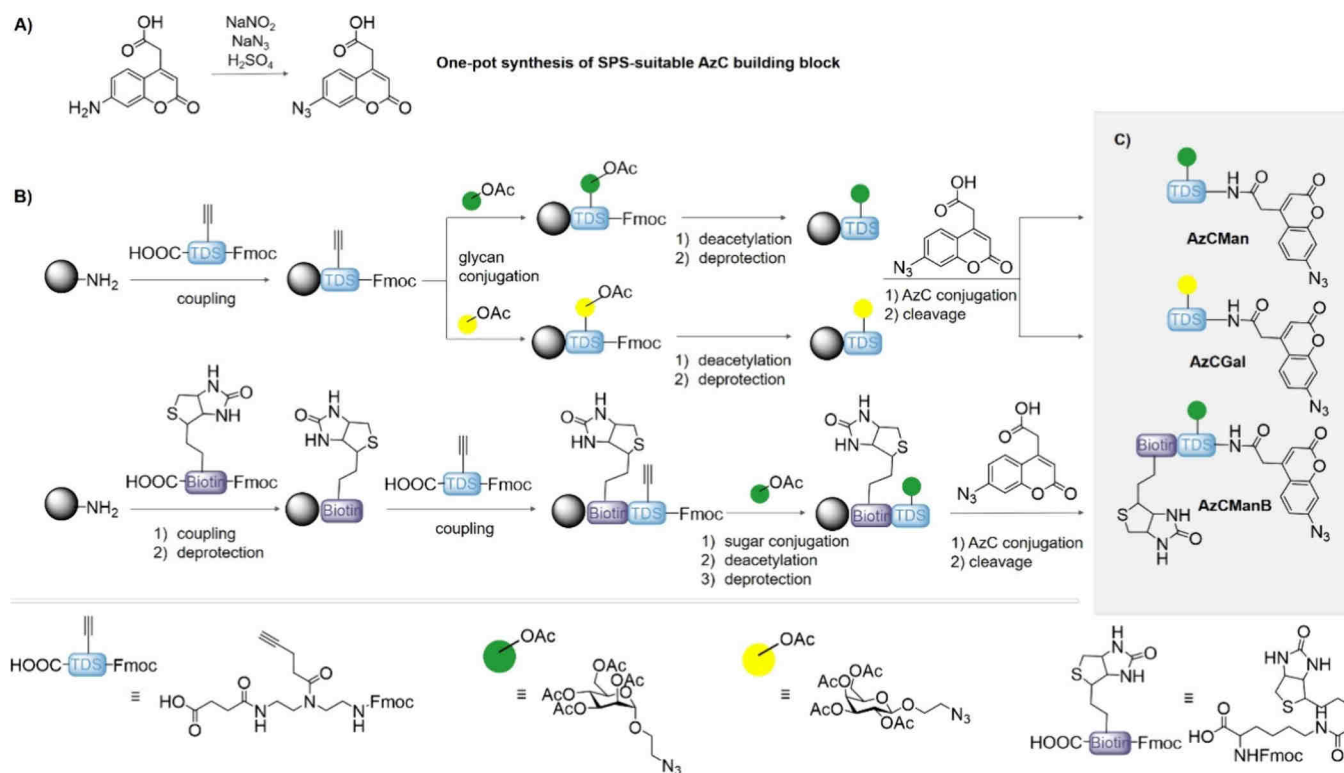 A)
OH
O
H₂N
O
O
NaNO₂
NaN₃
H₂SO₄
OH
O
N₃
O
O
One-pot synthesis of SPS-suitable AzC building block
B)
NH₂
HOOC TDS Fmoc
coupling
TDS Fmoc
glycan
conjugation
OAc
OAc
OAc
TDS Fmoc
OAc
TDS Fmoc
1) deacetylation
2) deprotection
1) deacetylation
2) deprotection
TDS
TDS
OH
O
N₃
O
O
1) AzC conjugation
2) cleavage
NH₂
O
HN
NH
S
HOOC Biotin Fmoc
1) coupling
2) deprotection
O
NH
HN
S
Biotin
HOOC TDS Fmoc
coupling
O
NH
HN
S
Biotin TDS Fmoc
OAc
1) sugar conjugation
2) deacetylation
3) deprotection
O
NH
HN
S
Biotin TDS
OH
O
N₃
O
O
1) AzC conjugation
2) cleavage
C)
TDS
H
N
O
O
O
N₃
AzCMan
TDS
H
N
O
O
O
N₃
AzCGal
Biotin TDS
H
N
O
O
O
N₃
AzCManB
S
NH
N
H
O
HOOC TDS Fmoc
≡
HO
O
O
N
H
O
N
N
H
Fmoc
OAc
≡
AcO
OAc
O
AcO
AcO
O
N₃
OAc
≡
AcO
OAc
O
AcO
OAc
O
N₃
HN
O
NH
S
HOOC Biotin Fmoc
≡
O
HN
NH
S
O
HO
NHFmoc
H
N
O